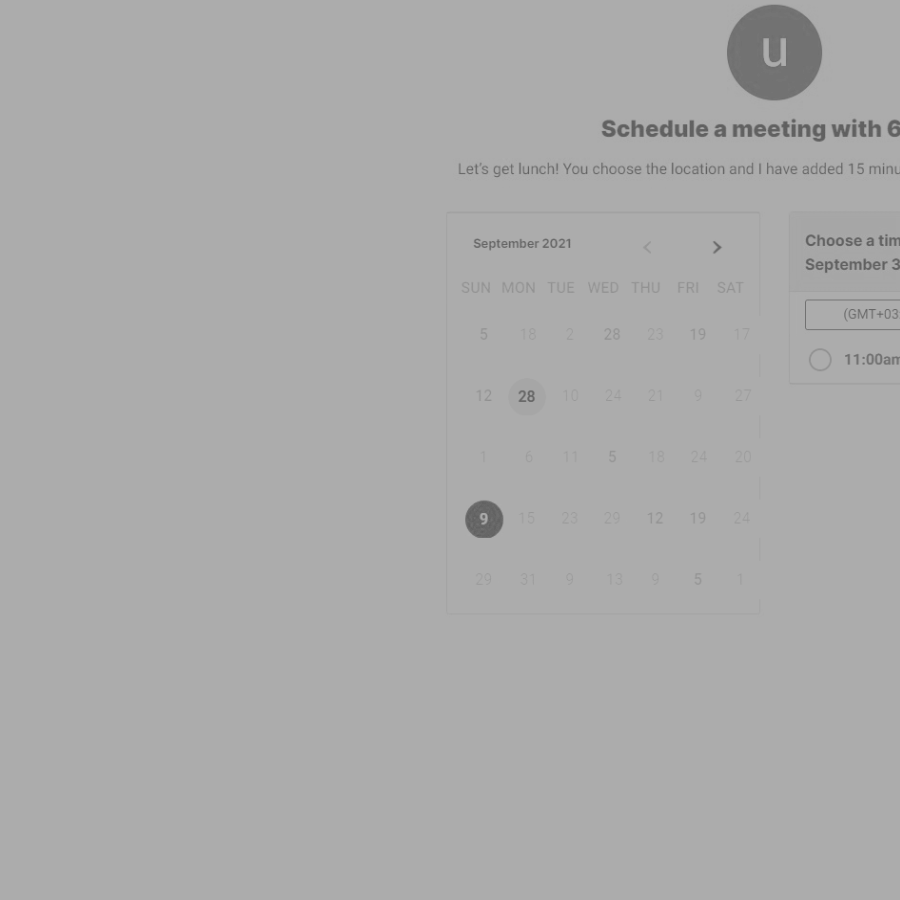 u
Schedule a meeting with 6
Let's get lunch! You choose the location and I have added 15 minu
September 2021
SUN MON TUE WED THU FRI SAT
5 18 2 28 23 19 17
12 28 10 24 21 9 27
1 6 11 5 18 24 20
9 15 23 29 12 19 24
29 31 9 13 9 5 1
Choose a tim
September 3
(GMT+03
11:00am